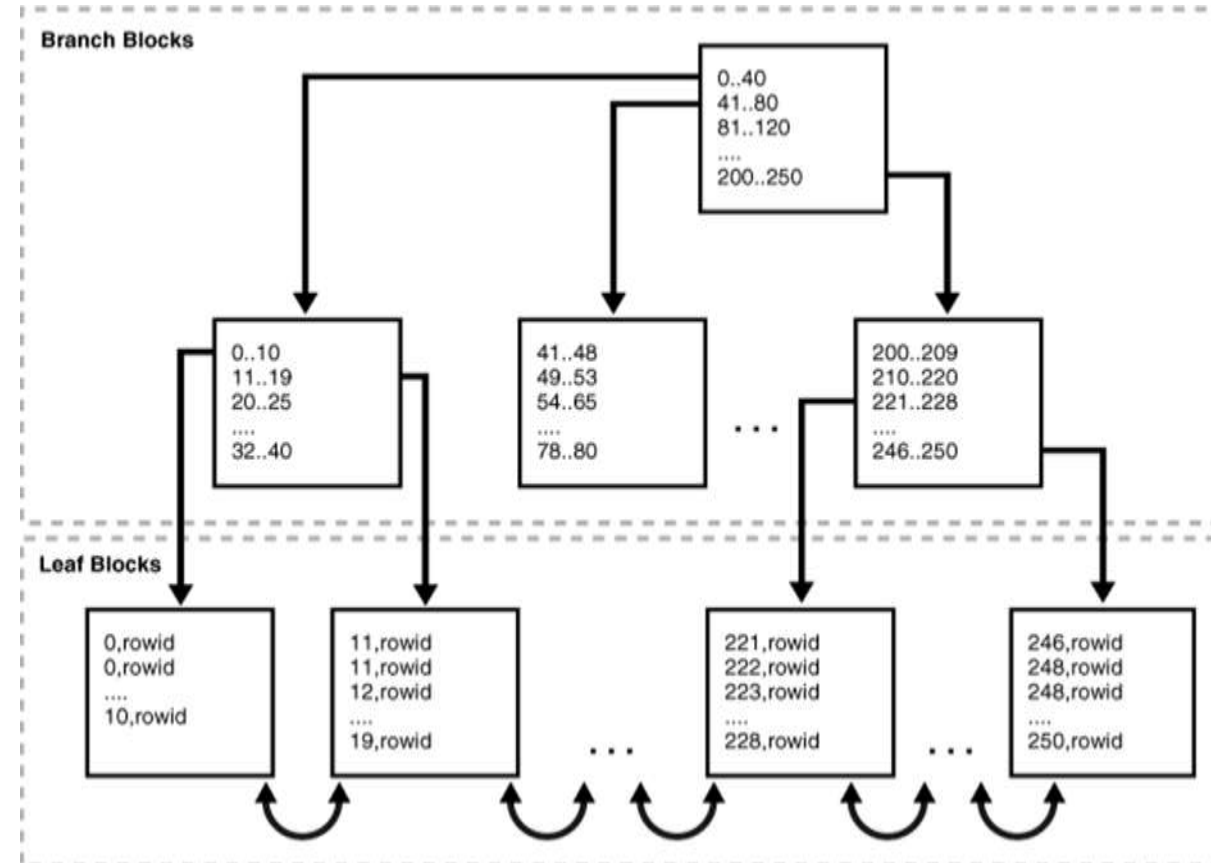 Branch Blocks
0..40
41..80
81..120
....
200..250
0..10
11..19
20..25
....
32..40
41..48
49..53
54..65
....
78..80
...
200..209
210..220
221..228
....
246..250
Leaf Blocks
0,rowid
0,rowid
....
10,rowid
11,rowid
11,rowid
12,rowid
....
19,rowid
...
221,rowid
222,rowid
223,rowid
....
228,rowid
...
246,rowid
248,rowid
248,rowid
....
250,rowid